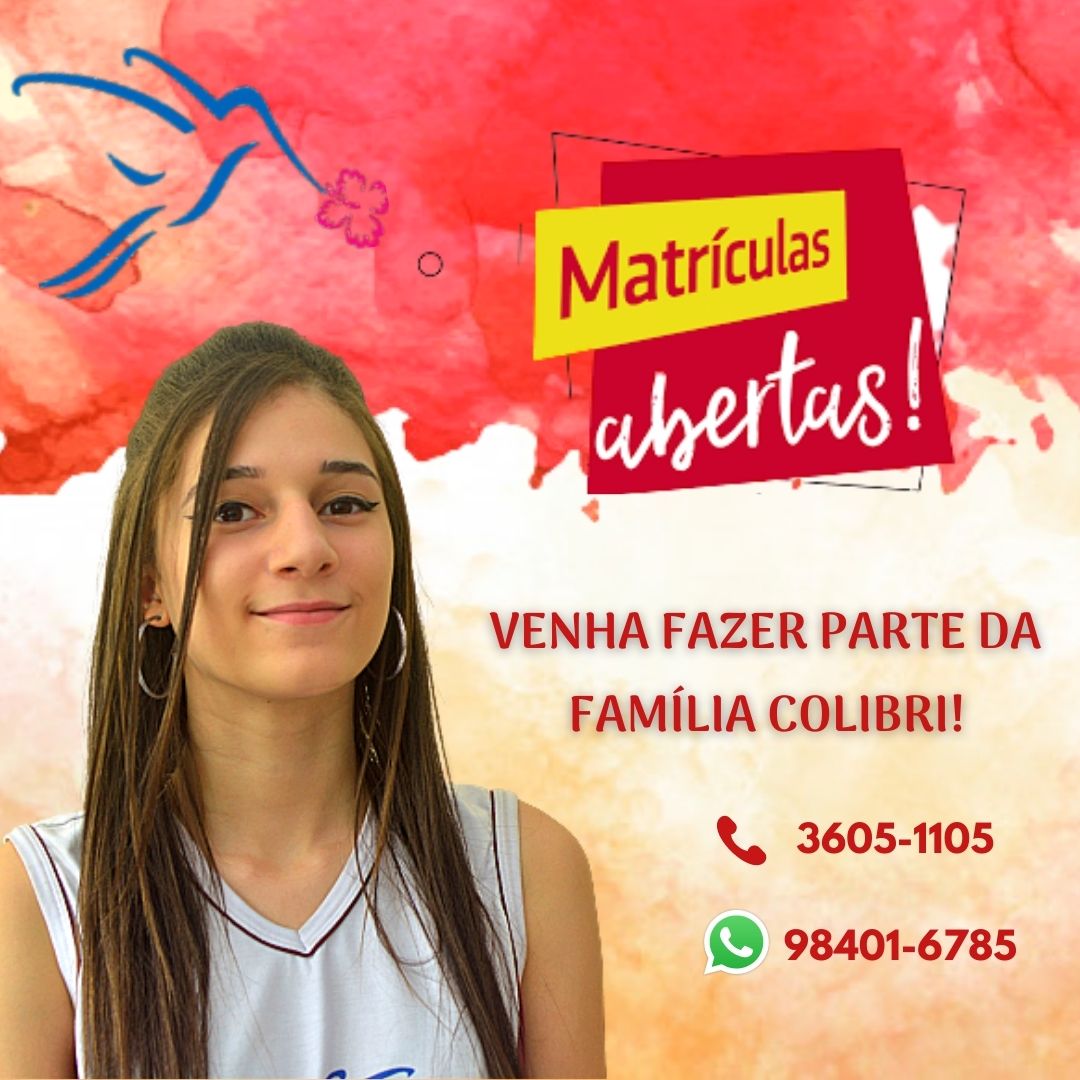 Matrículas
abertas!
VENHA FAZER PARTE DA
FAMÍLIA COLIBRI!
3605-1105
98401-6785